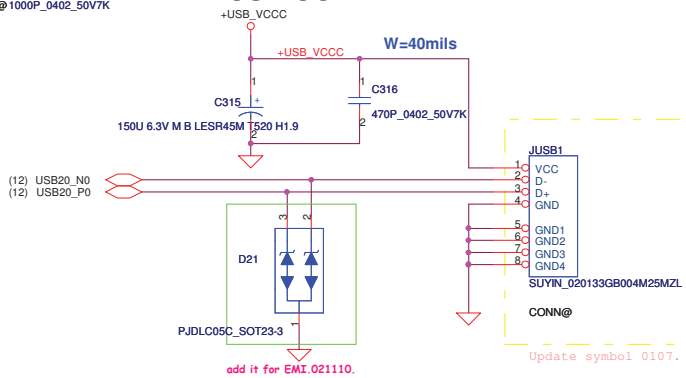 @1000P_0402_50V7K
+USB_VCCC
+USB_VCCC
W=40mils
1
C315
+
2
150U 6.3V M B LESR45M T520 H1.9
1
C316
470P_0402_50V7K
2
(12) USB20_N0
(12) USB20_P0
JUSB1
1 VCC
2 D-
3 D+
4 GND
5 GND1
6 GND2
7 GND3
8 GND4
SUYIN_020133GB004M25MZL
CONN@
3 2
D21
1
PJDLC05C_SOT23-3
add it for EMI.021110.
Update symbol 0107.